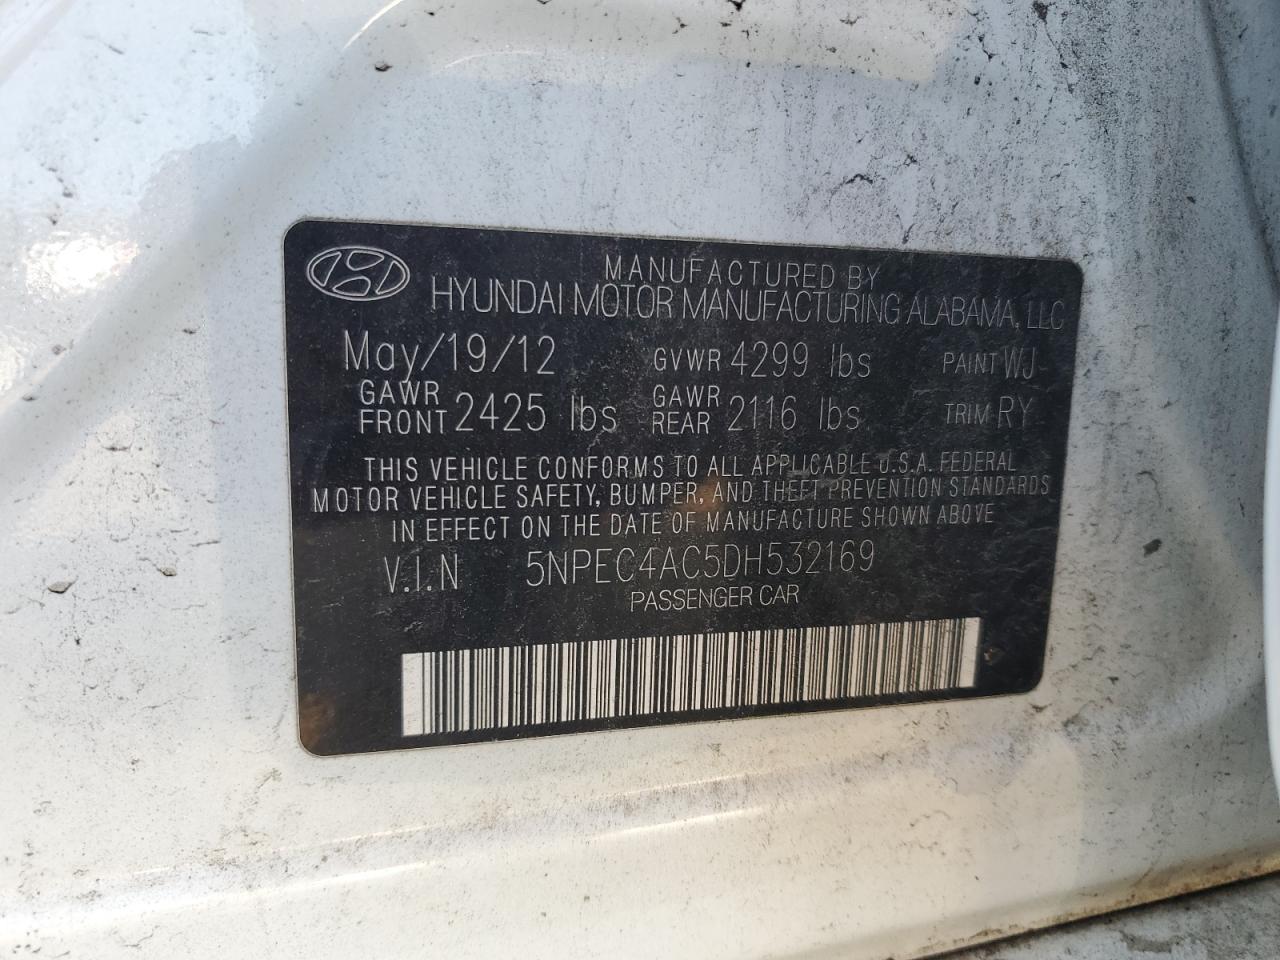 MANUFACTURED BY
HYUNDAI MOTOR MANUFACTURING ALABAMA, LLC
May/19/12 GVWR 4299 lbs PAINT WJ
GAWR FRONT 2425 lbs GAWR REAR 2116 lbs TRIM RY
THIS VEHICLE CONFORMS TO ALL APPLICABLE U.S.A. FEDERAL
MOTOR VEHICLE SAFETY, BUMPER, AND THEFT PREVENTION STANDARDS
IN EFFECT ON THE DATE OF MANUFACTURE SHOWN ABOVE
V.I.N 5NPEC4AC5DH532169
PASSENGER CAR